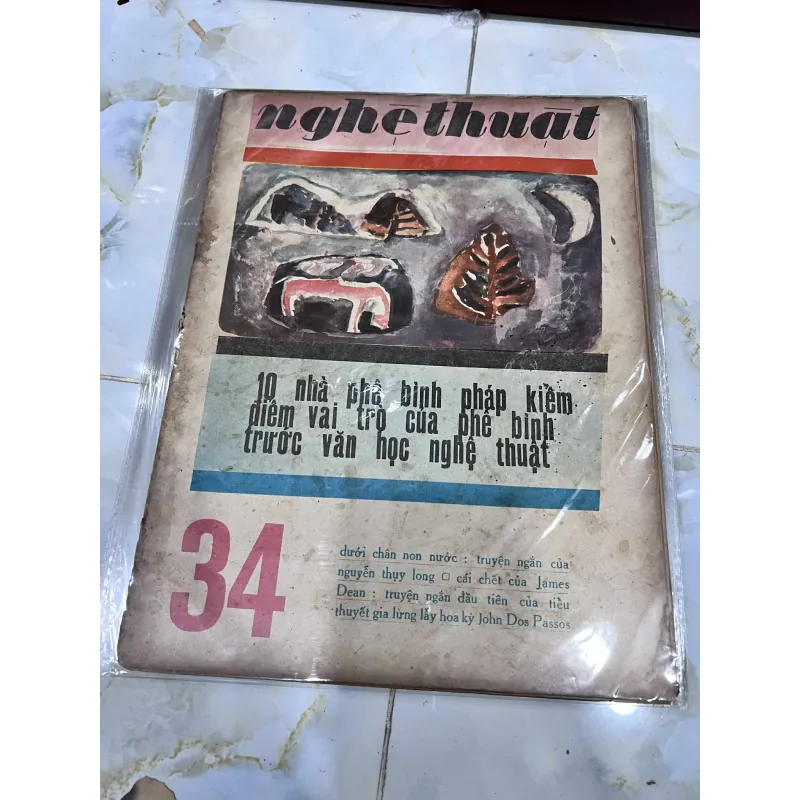 nghệ thuật
10 nhà phê bình pháp kiểm
điểm vai trò của phê bình
trước văn học nghệ thuật
34
dưới chân non nước : truyện ngắn của
nguyễn thụy long □ cái chết của James
Dean : truyện ngắn đầu tiên của tiểu
thuyết gia lừng lẫy hoa kỳ John Dos Passos